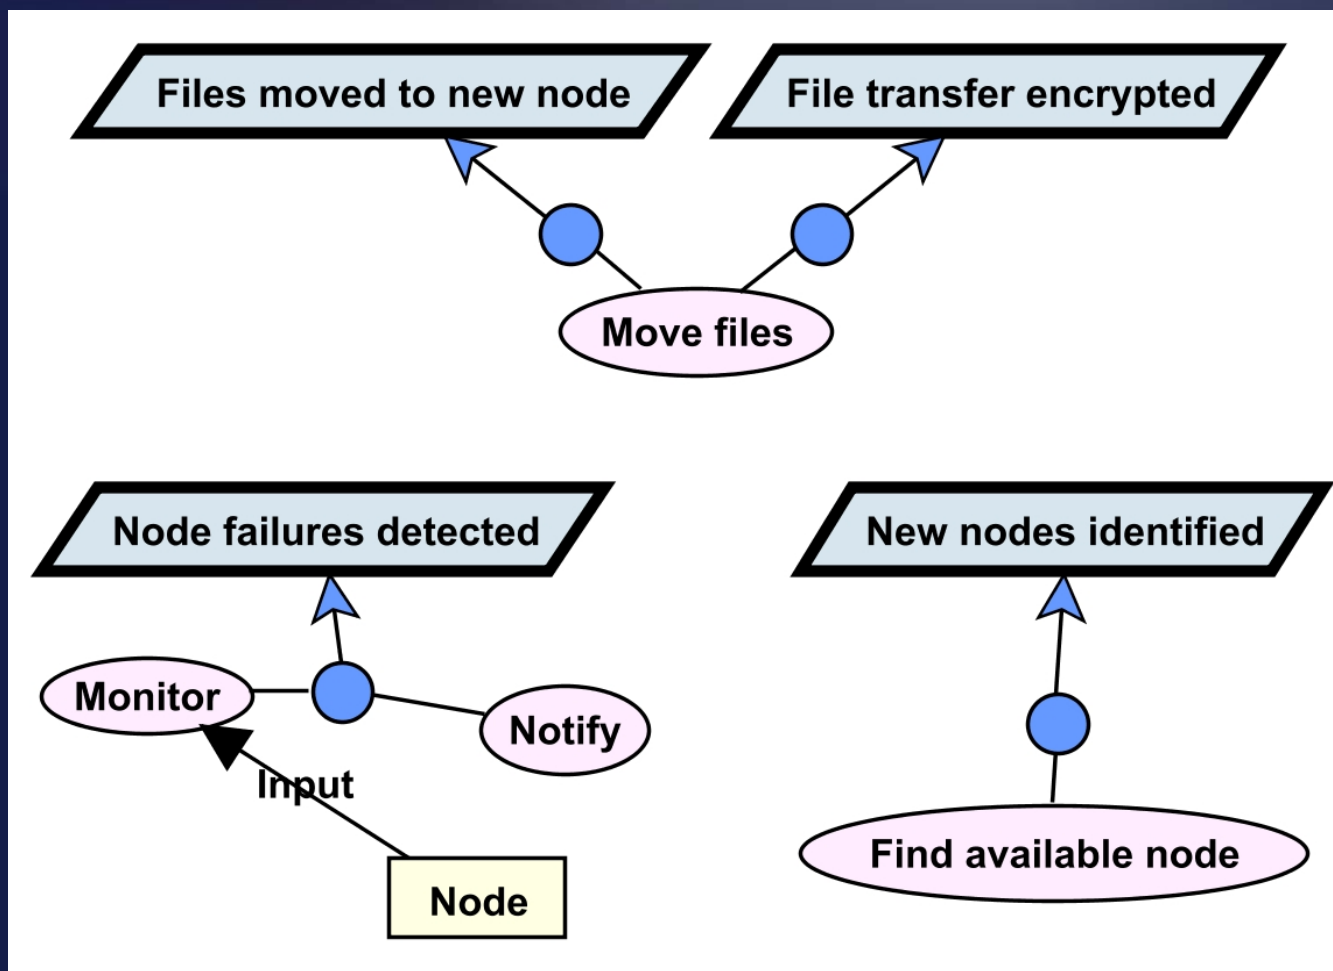 Files moved to new node
File transfer encrypted
Move files
Node failures detected
New nodes identified
Monitor
Notify
Input
Find available node
Node